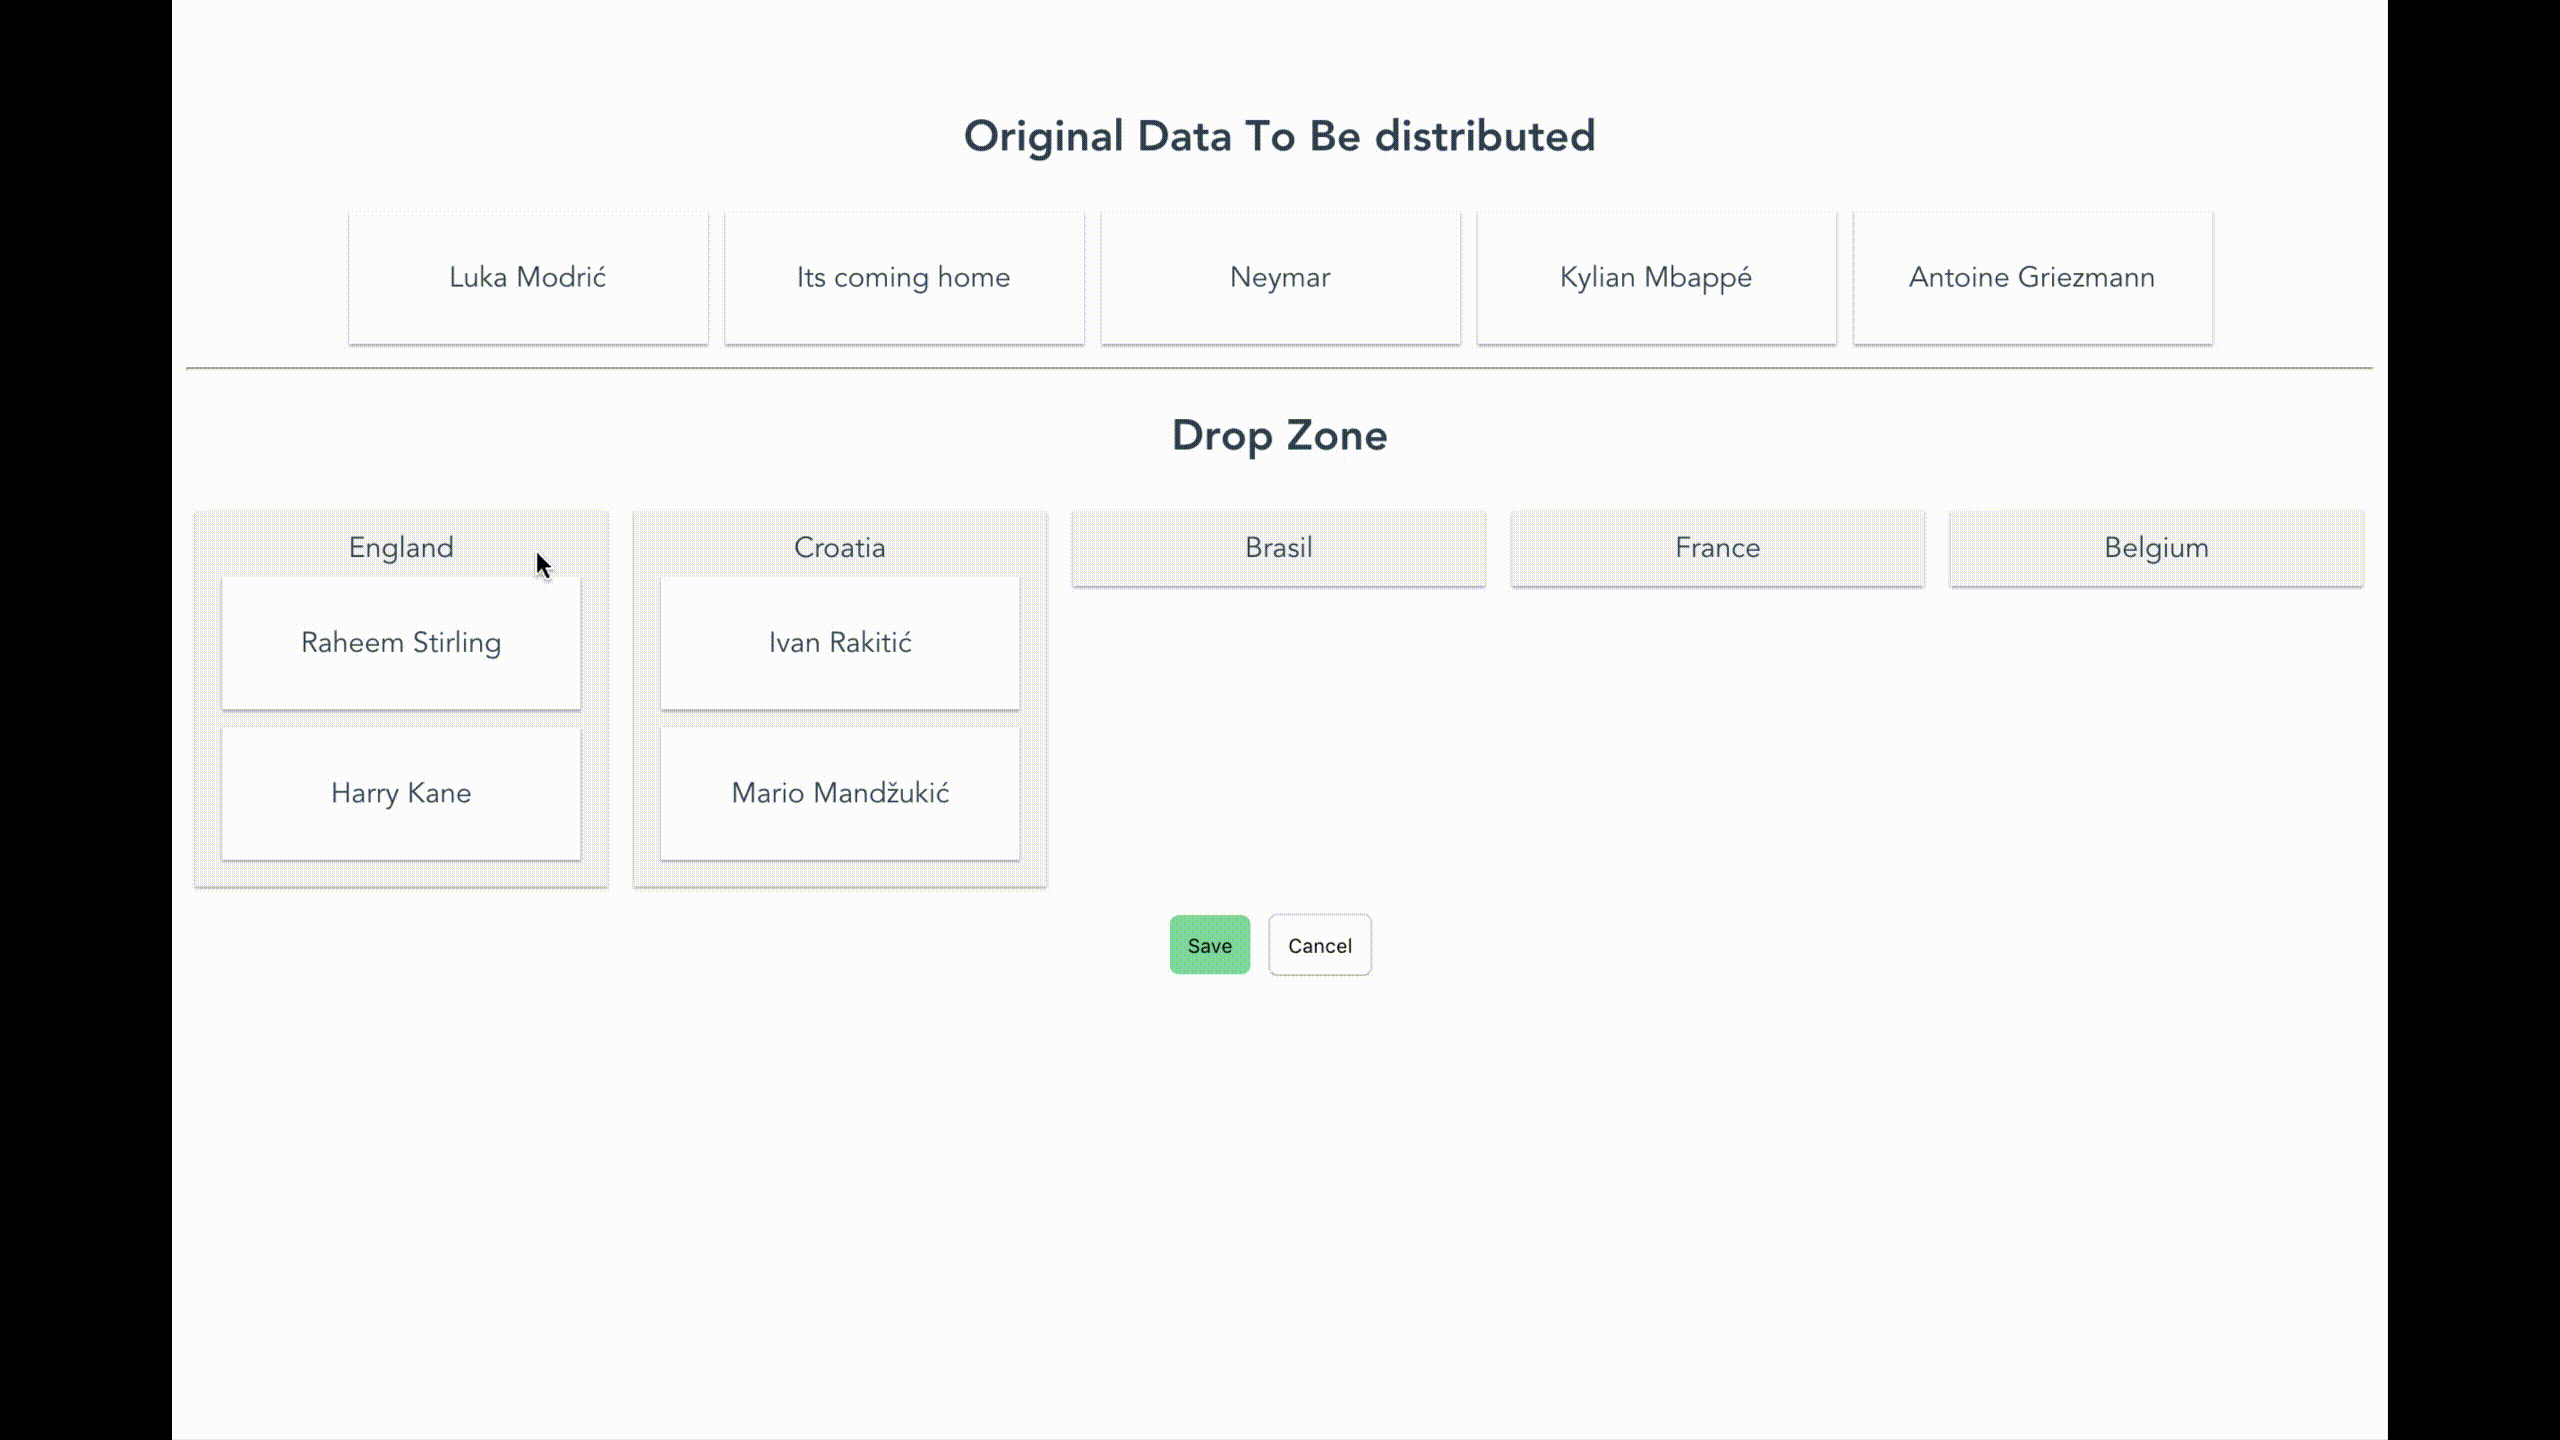 Original Data To Be distributed
Luka Modrić
Its coming home
Neymar
Kylian Mbappé
Antoine Griezmann
Drop Zone
England
Raheem Stirling
Harry Kane
Croatia
Ivan Rakitić
Mario Mandžukić
Brasil
France
Belgium
Save
Cancel